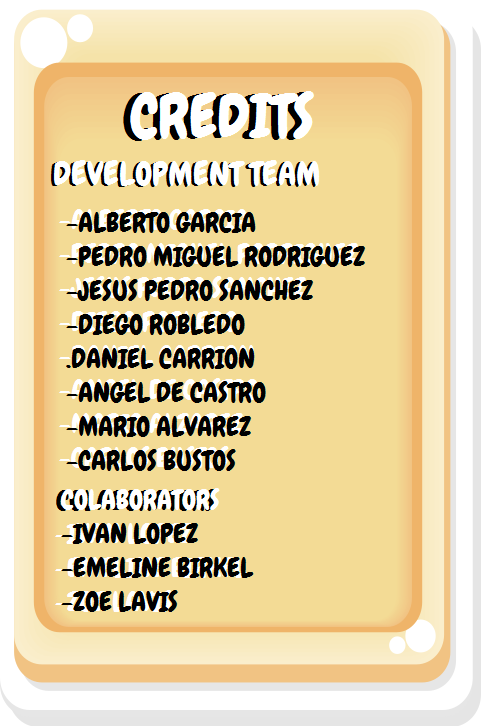 CREDITS
DEVELOPMENT TEAM
-ALBERTO GARCIA
-PEDRO MIGUEL RODRIGUEZ
-JESUS PEDRO SANCHEZ
-DIEGO ROBLEDO
.DANIEL CARRION
-ANGEL DE CASTRO
-MARIO ALVAREZ
-CARLOS BUSTOS
COLABORATORS
-IVAN LOPEZ
-EMELINE BIRKEL
-ZOE LAVIS